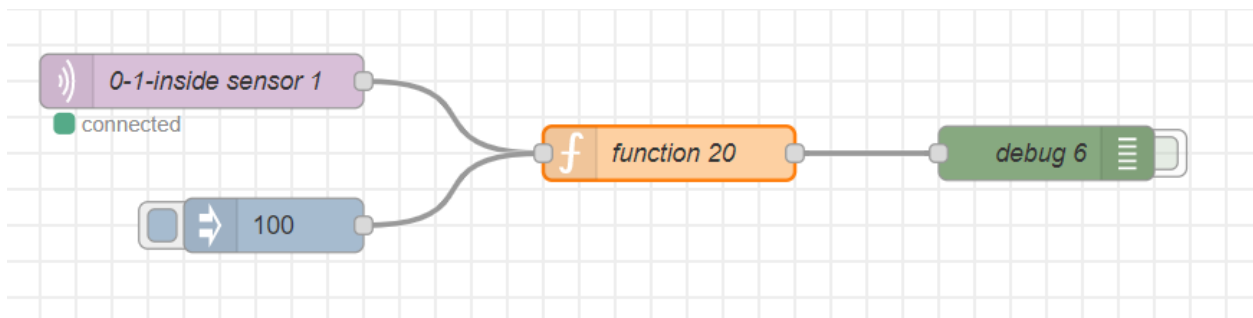 0-1-inside sensor 1
connected
function 20
debug 6
100